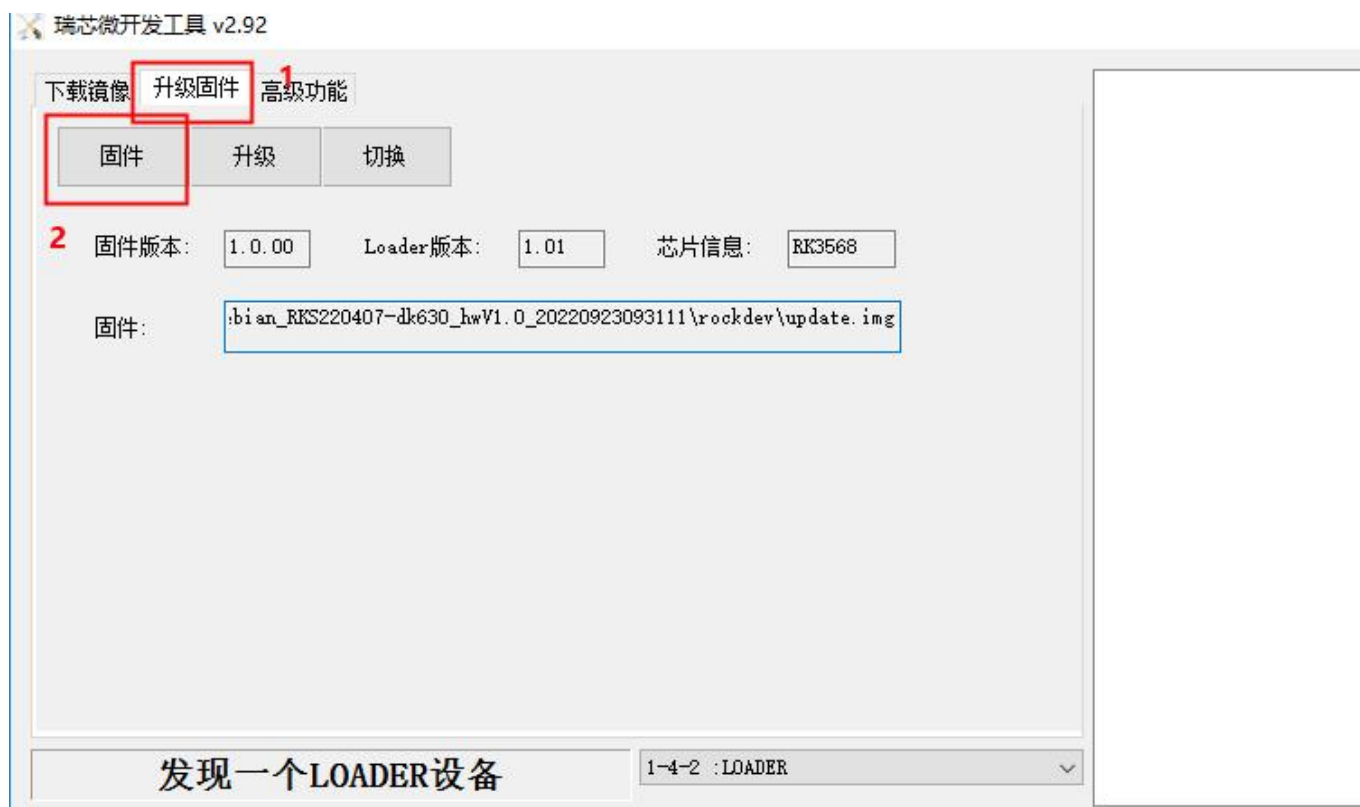 瑞芯微开发工具 v2.92
下载镜像 升级固件 1 高级功能
固件 升级 切换
2 固件版本: 1.0.00 Loader版本: 1.01 芯片信息: RK3568
固件: :bian_RKS220407-dk630_hwV1.0_20220923093111\rockdev\update.img
发现一个LOADER设备 1-4-2 :LOADER